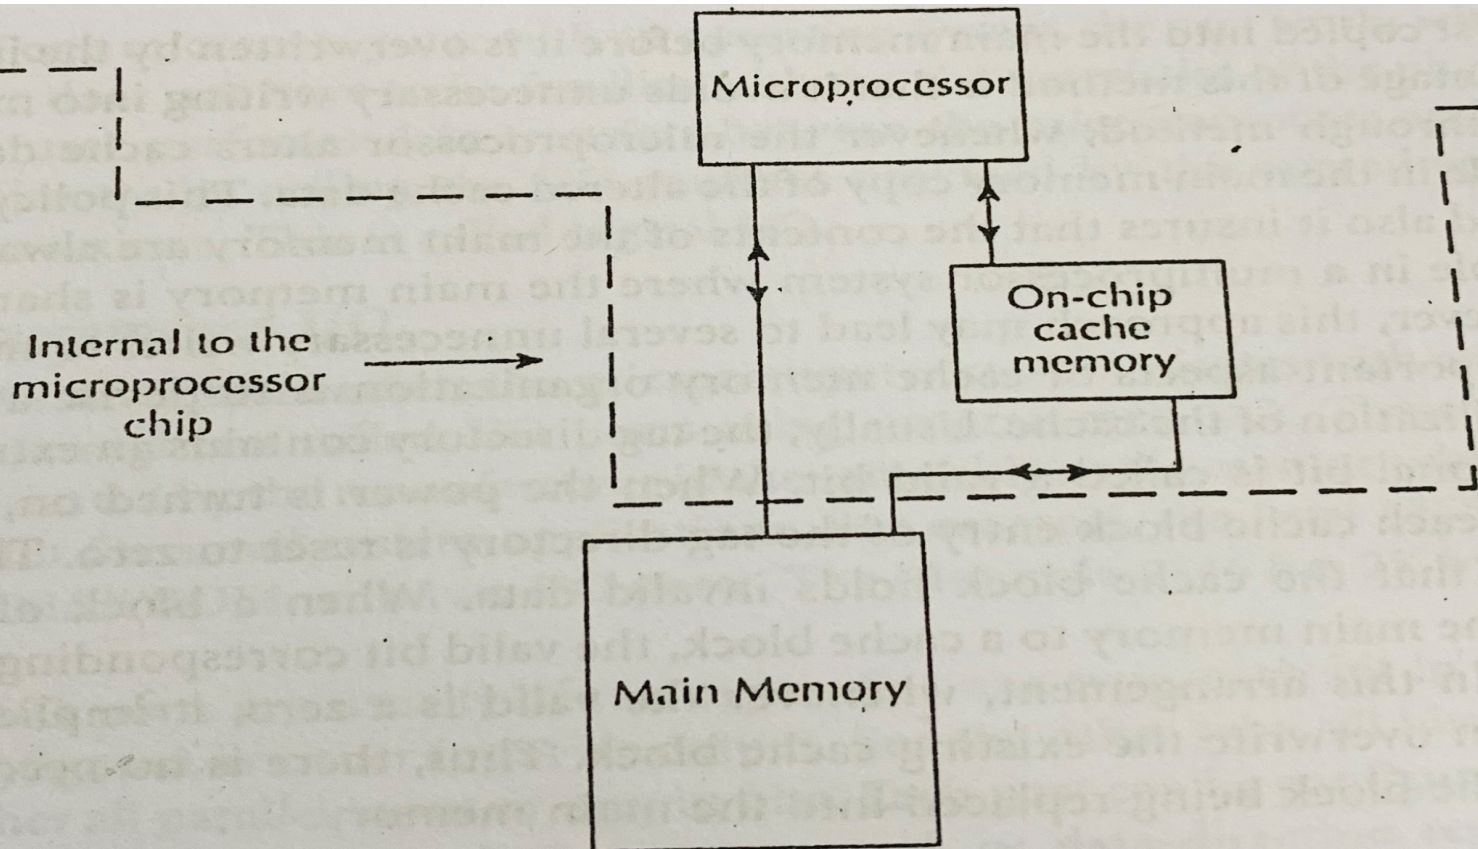 Microprocessor
On-chip
cache
memory
Internal to the
microprocessor
chip
Main Memory